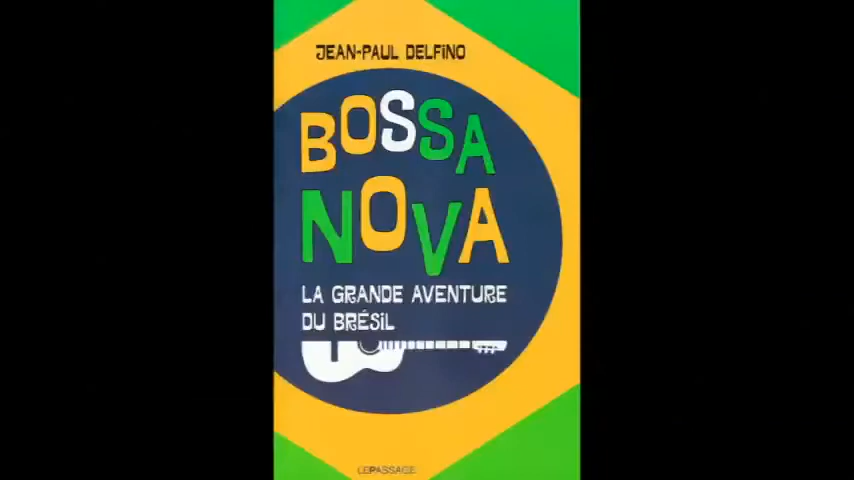 JEAN-PAUL DELFINO
BOSSA
NOVA
LA GRANDE AVENTURE
DU BRÉSIL
LE PASSAGE